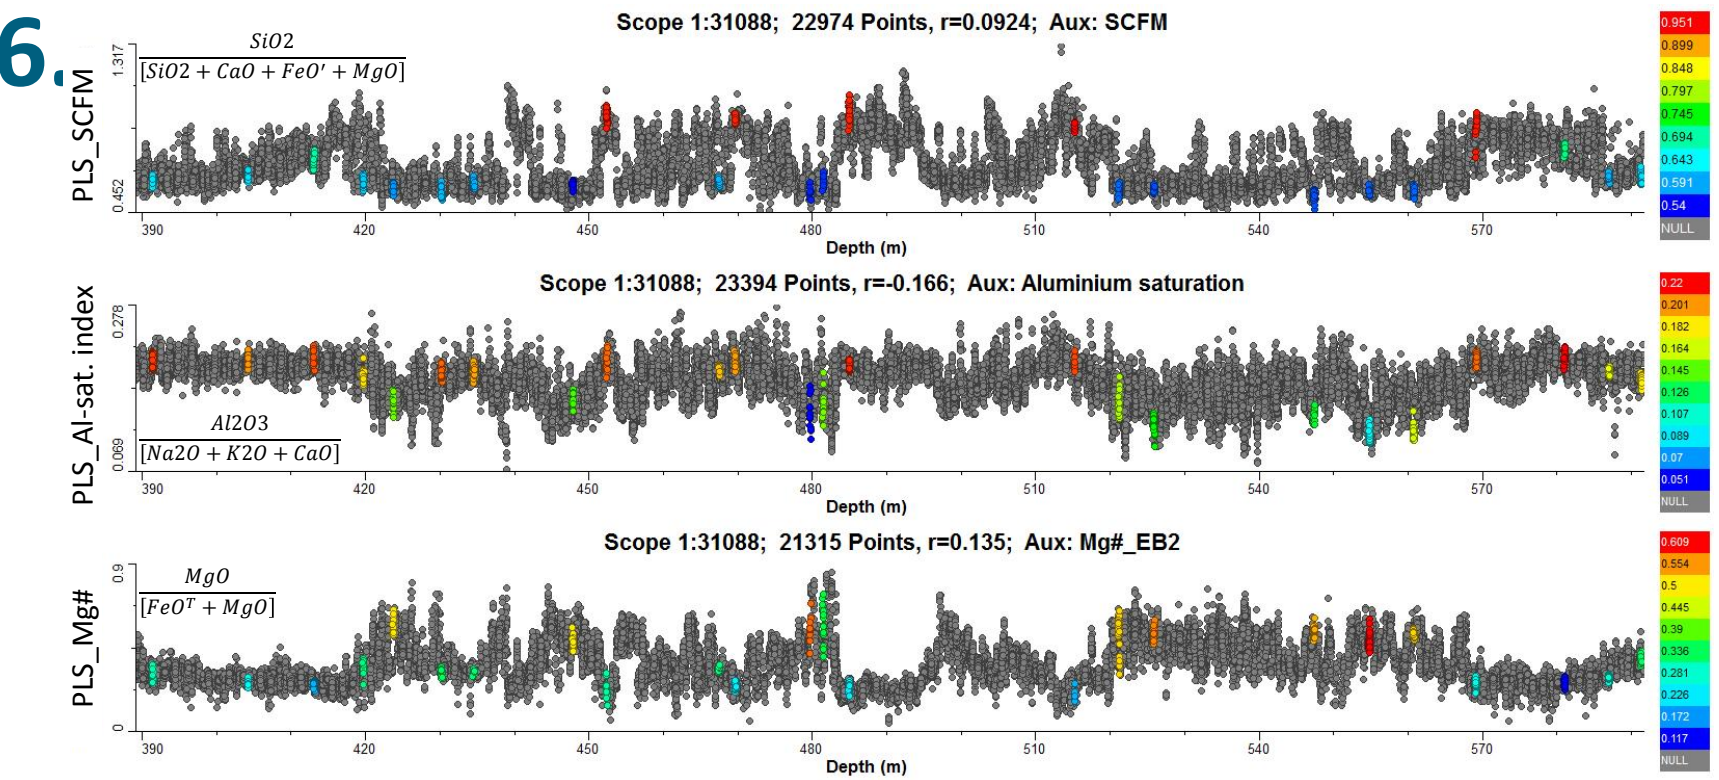 6.
Scope 1:31088; 22974 Points, r=0.0924; Aux: SCFM
PLS_SCFM
1.317
0.452
SiO2
[SiO2 + CaO + FeO′ + MgO]
390 420 450 480 510 540 570
Depth (m)
0.951
0.899
0.848
0.797
0.745
0.694
0.643
0.591
0.54
NULL
Scope 1:31088; 23394 Points, r=-0.166; Aux: Aluminium saturation
PLS_Al-sat. index
0.278
0.069
Al2O3
[Na2O + K2O + CaO]
390 420 450 480 510 540 570
Depth (m)
0.22
0.201
0.182
0.164
0.145
0.126
0.107
0.089
0.07
0.051
NULL
Scope 1:31088; 21315 Points, r=0.135; Aux: Mg#_EB2
PLS_Mg#
0.9
0
MgO
[FeOᵀ + MgO]
390 420 450 480 510 540 570
Depth (m)
0.609
0.554
0.5
0.445
0.39
0.336
0.281
0.226
0.172
0.117
NULL